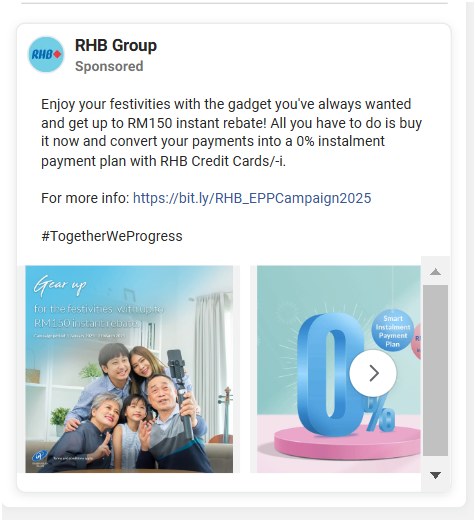 RHB Group
Sponsored
RHB
Enjoy your festivities with the gadget you've always wanted
and get up to RM150 instant rebate! All you have to do is buy
it now and convert your payments into a 0% instalment
payment plan with RHB Credit Cards/-i.
For more info: https://bit.ly/RHB_EPPCampaign2025
#TogetherWeProgress
Gear up
for the festivities with up to
RM150 instant rebate!
0%
Smart
Instalment
Payment
Plan